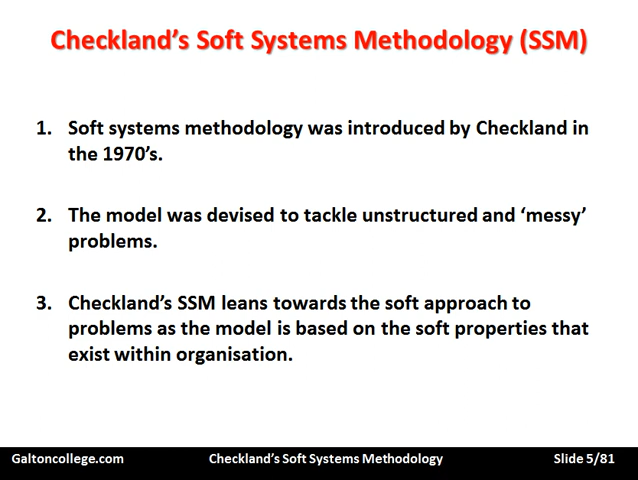 Checkland’s Soft Systems Methodology (SSM)
1. Soft systems methodology was introduced by Checkland in
the 1970’s.
2. The model was devised to tackle unstructured and ‘messy’
problems.
3. Checkland’s SSM leans towards the soft approach to
problems as the model is based on the soft properties that
exist within organisation.
Galtoncollege.com Checkland’s Soft Systems Methodology Slide 5/81